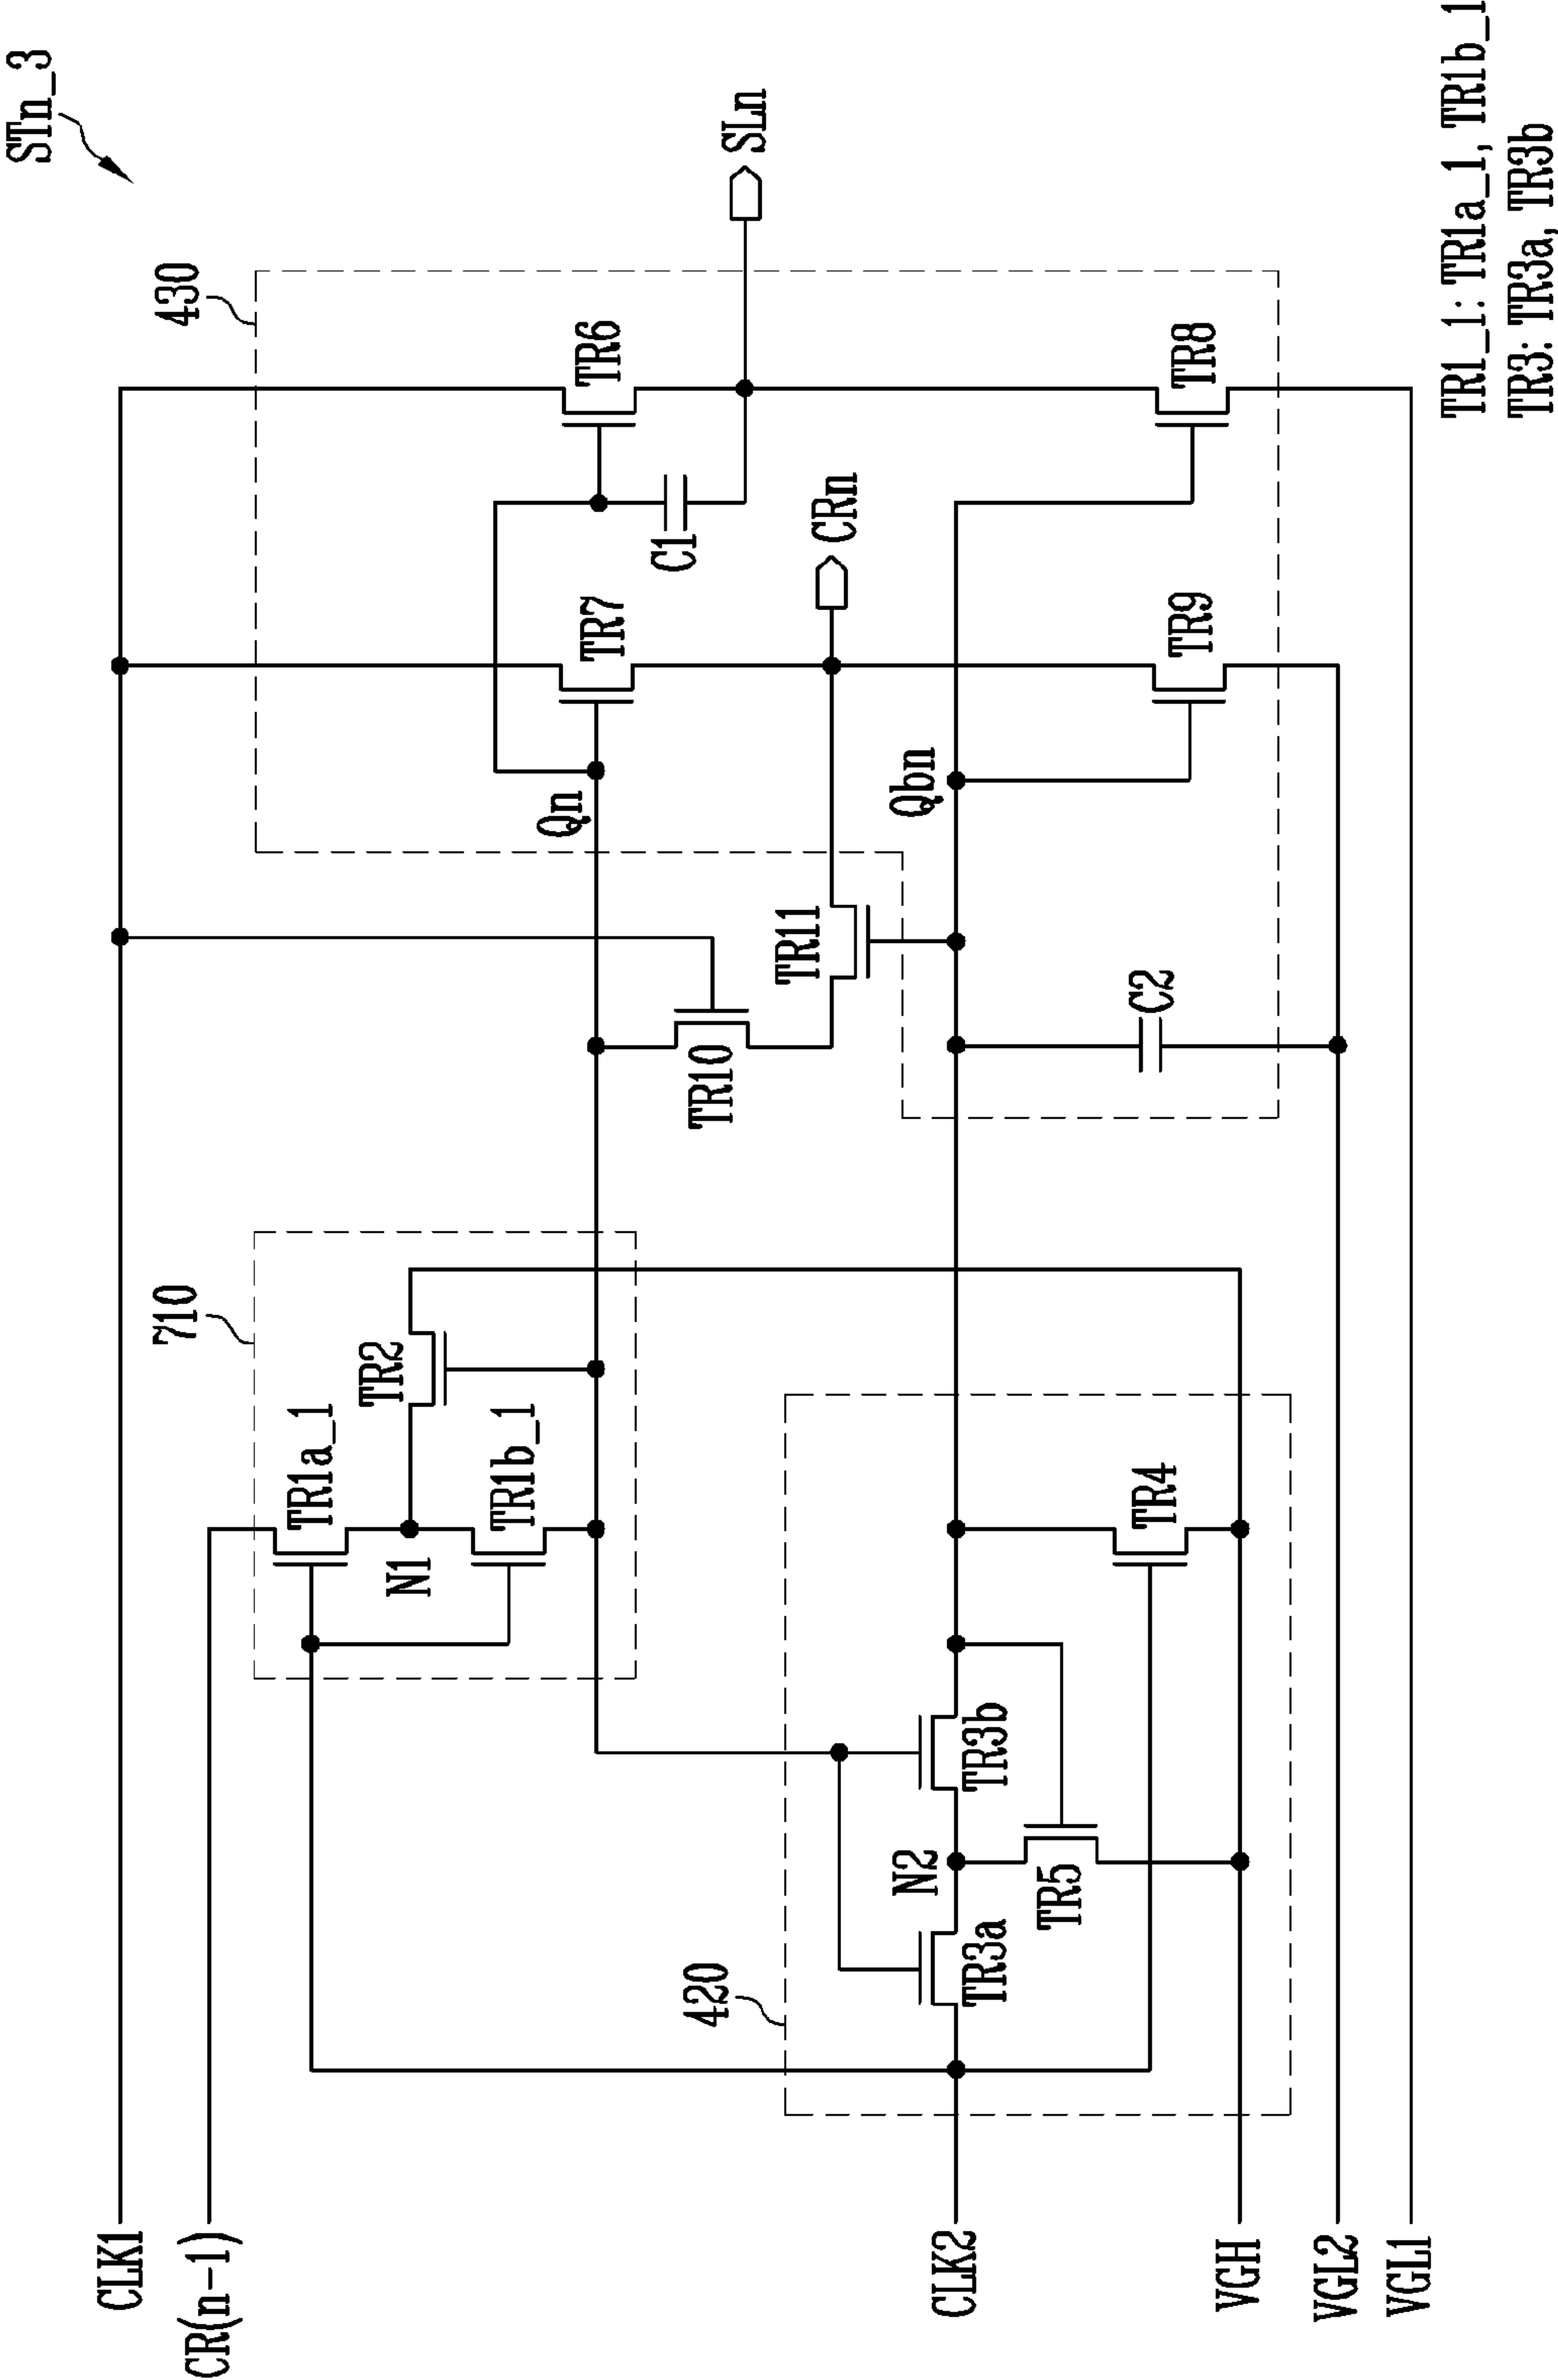 STn_3
430
CLK1
CR(n-1)
710
TR1a_1
TR2
N1
TR1b_1
Qn
TR7
TR6
C1
SLn
TR10
TR11
CRn
420
N2
TR3a
TR3b
TR5
TR4
Qbn
C2
TR9
TR8
CLK2
VGH
VGL2
VGL1
TR1_1: TR1a_1, TR1b_1
TR3: TR3a, TR3b